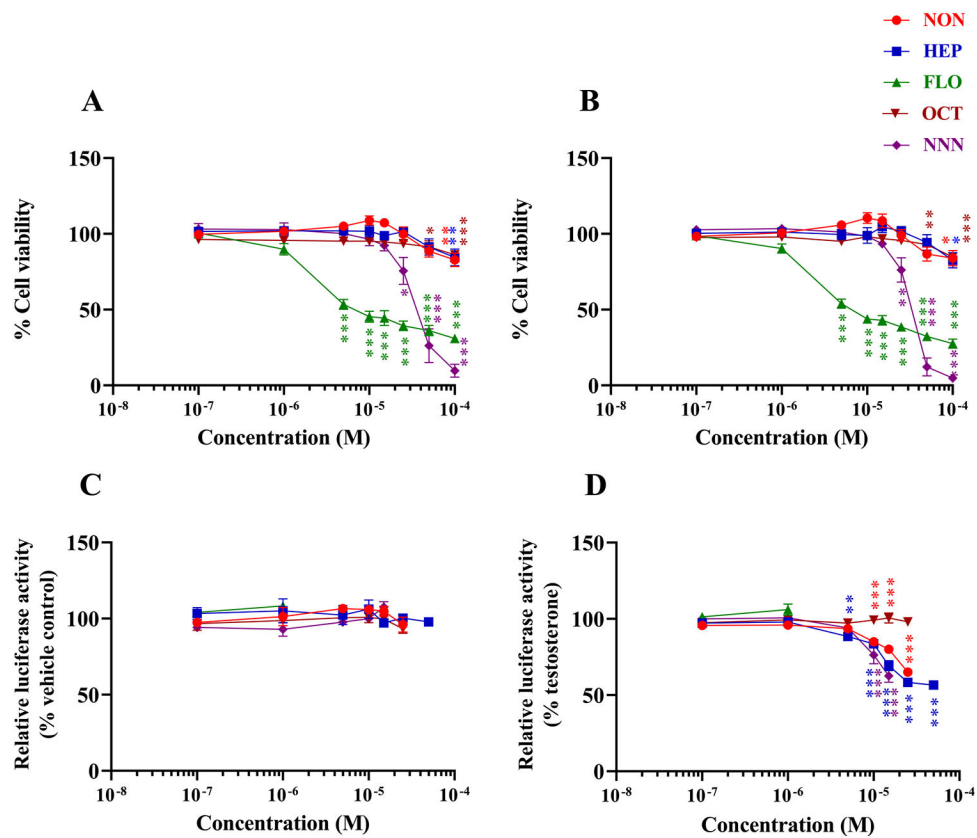 NON
HEP
FLO
OCT
NNN
A
% Cell viability
150
100
50
0
** ** ** ***
*** *** *** *** ** *** *** *** ***
10-8 10-7 10-6 10-5 10-4
Concentration (M)
B
% Cell viability
150
100
50
0
** * * ***
*** *** *** *** ** *** *** *** ***
10-8 10-7 10-6 10-5 10-4
Concentration (M)
C
Relative luciferase activity
(% vehicle control)
150
100
50
0
10-8 10-7 10-6 10-5 10-4
Concentration (M)
D
Relative luciferase activity
(% testosterone)
150
100
50
0
** *** *** ***
*** *** *** *** *** ***
10-8 10-7 10-6 10-5 10-4
Concentration (M)